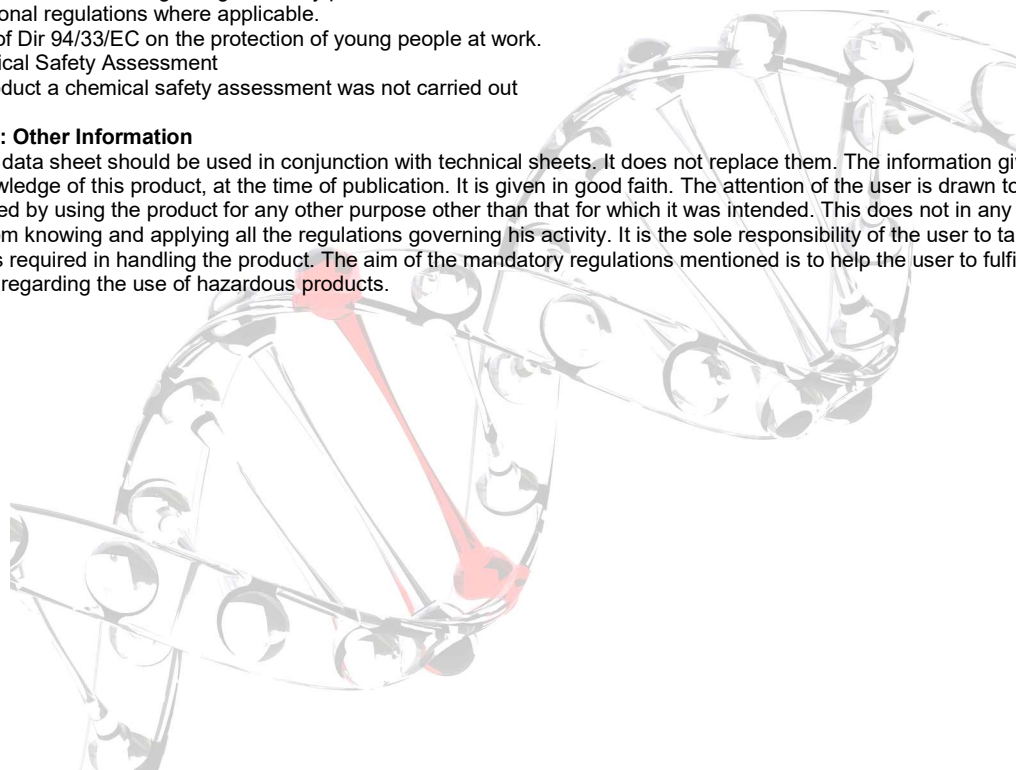 onal regulations where applicable.
of Dir 94/33/EC on the protection of young people at work.
ical Safety Assessment
duct a chemical safety assessment was not carried out
: Other Information
data sheet should be used in conjunction with technical sheets. It does not replace them. The information gi
wledge of this product, at the time of publication. It is given in good faith. The attention of the user is drawn to
ed by using the product for any other purpose other than that for which it was intended. This does not in any
om knowing and applying all the regulations governing his activity. It is the sole responsibility of the user to ta
s required in handling the product. The aim of the mandatory regulations mentioned is to help the user to fulfi
regarding the use of hazardous products.